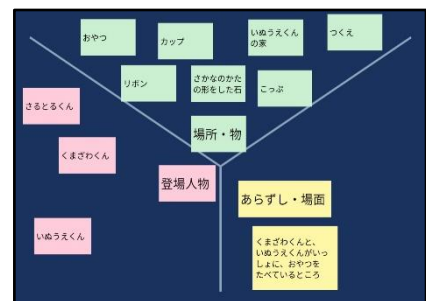 おやつ
カップ
いぬうえくん
の家
つくえ
リボン
さかなのかた
の形をした石
こっぷ
場所・物
さるとるくん
くまざわくん
いぬうえくん
登場人物
あらずし・場面
くまざわくんと、
いぬうえくんがいっ
しょに、おやつを
たべているところ